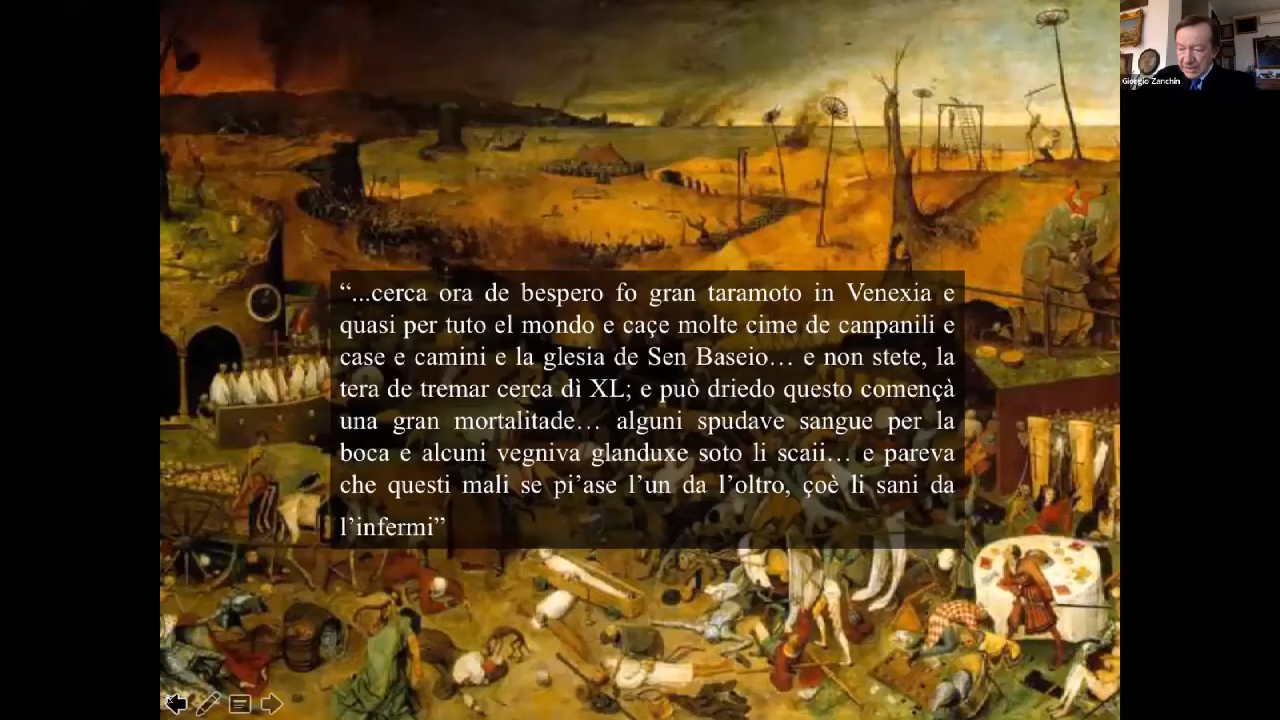 Giorgio Zanchin
“...cerca ora de bespero fo gran taramoto in Venexia e
quasi per tuto el mondo e caçe molte cime de canpanili e
case e camini e la glesia de Sen Baseio… e non stete, la
tera de tremar cerca dì XL; e può driedo questo començà
una gran mortalitade… alguni spudave sangue per la
boca e alcuni vegniva glanduxe soto li scaii… e pareva
che questi mali se pi’ase l’un da l’oltro, çoè li sani da
l’infermi”